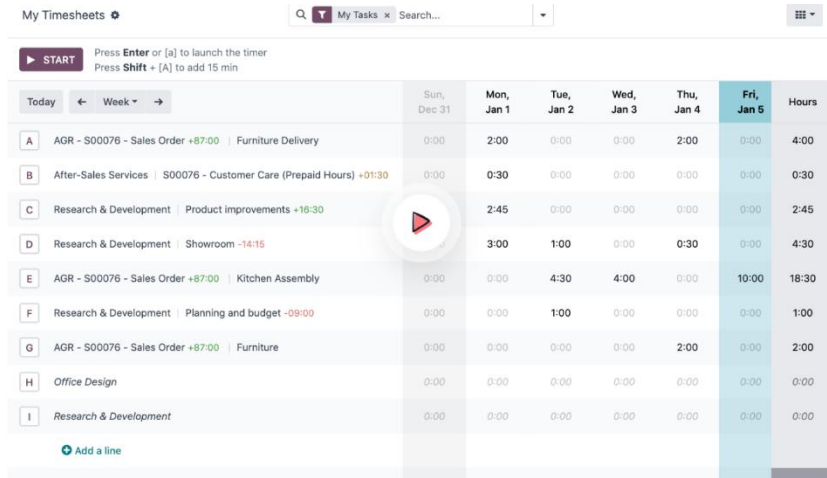 My Timesheets
My Tasks × Search...
START
Press Enter or [a] to launch the timer
Press Shift + [A] to add 15 min
Today ← Week → Sun, Dec 31 Mon, Jan 1 Tue, Jan 2 Wed, Jan 3 Thu, Jan 4 Fri, Jan 5 Hours
A AGR - S00076 - Sales Order +87:00 | Furniture Delivery 0:00 2:00 0:00 0:00 2:00 0:00 4:00
B After-Sales Services | S00076 - Customer Care (Prepaid Hours) +01:30 0:00 0:30 0:00 0:00 0:00 0:00 0:30
C Research & Development | Product improvements +16:30 2:45 0:00 0:00 0:00 0:00 2:45
D Research & Development | Showroom -14:15 3:00 1:00 0:00 0:30 0:00 4:30
E AGR - S00076 - Sales Order +87:00 | Kitchen Assembly 0:00 0:00 4:30 4:00 0:00 10:00 18:30
F Research & Development | Planning and budget -09:00 0:00 0:00 1:00 0:00 0:00 0:00 1:00
G AGR - S00076 - Sales Order +87:00 | Furniture 0:00 0:00 0:00 0:00 2:00 0:00 2:00
H Office Design 0:00 0:00 0:00 0:00 0:00 0:00 0:00
I Research & Development 0:00 0:00 0:00 0:00 0:00 0:00 0:00
Add a line